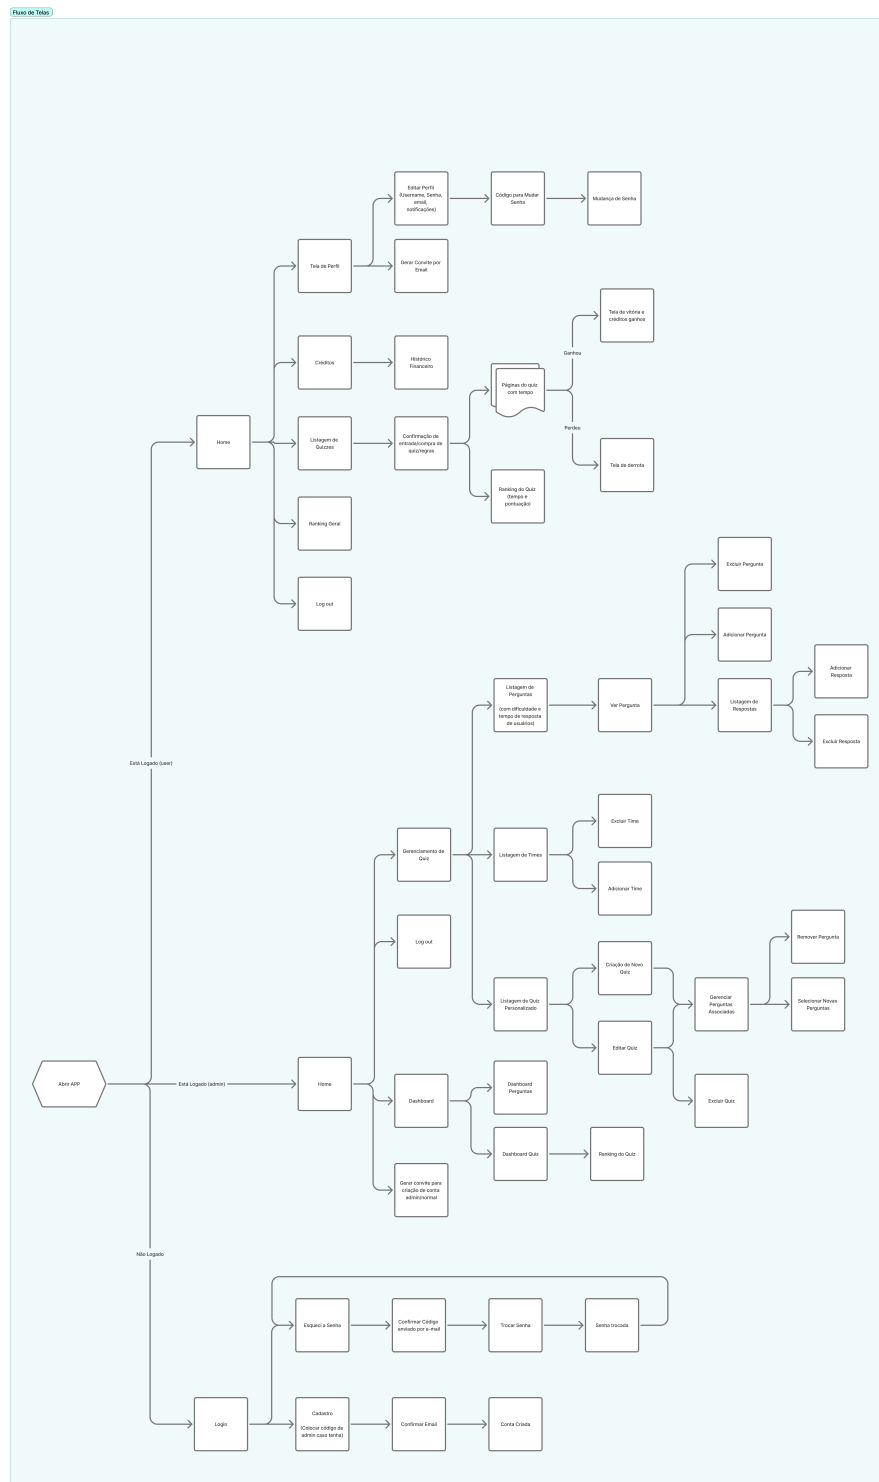 Fluxo de Telas
Editar Perfil
(Username, Senha,
email,
notificações)
Código para Mudar
Senha
Mudança de Senha
Tela de Perfil
Gerar Convite por
Email
Tela de vitória e
créditos ganhos
Ganhou
Créditos
Histórico
Financeiro
Páginas do quiz
com tempo
Perdeu
Home
Listagem de
Quizzes
Confirmação de
entrada/compra de
quiz/regras
Tela de derrota
Ranking do Quiz
(tempo e
pontuação)
Ranking Geral
Log out
Excluir Pergunta
Adicionar Pergunta
Listagem de
Perguntas
(com dificuldade e
tempo de resposta
de usuários)
Ver Pergunta
Listagem de
Respostas
Adicionar
Resposta
Excluir Resposta
Está Logado (user)
Excluir Time
Gerenciamento de
Quiz
Listagem de Times
Adicionar Time
Log out
Remover Pergunta
Criação de Novo
Quiz
Listagem de Quiz
Personalizado
Gerenciar
Perguntas
Associadas
Selecionar Novas
Perguntas
Editar Quiz
Abrir APP
Está Logado (admin)
Home
Dashboard
Dashboard
Perguntas
Excluir Quiz
Dashboard Quiz
Ranking do Quiz
Gerar convite para
criação de conta
admin/normal
Não Logado
Esqueci a Senha
Confirmar Código
enviado por e-mail
Trocar Senha
Senha trocada
Login
Cadastro
(Colocar código de
admin caso tenha)
Confirmar Email
Conta Criada